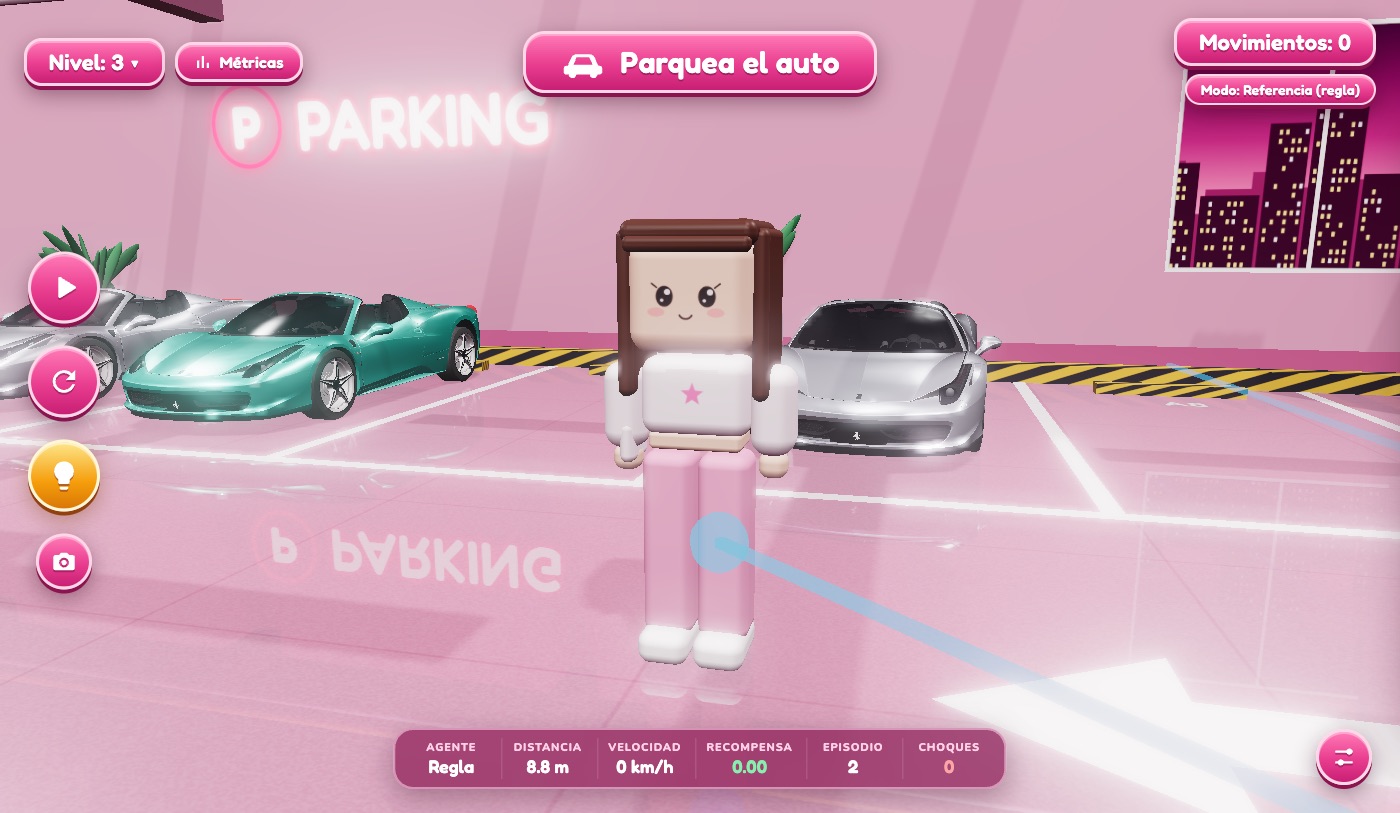 Nivel: 3 ▾
Métricas
Parquea el auto
Movimientos: 0
Modo: Referencia (regla)
P PARKING
P PARKING
AGENTE
Regla
DISTANCIA
8.8 m
VELOCIDAD
0 km/h
RECOMPENSA
0.00
EPISODIO
2
CHOQUES
0